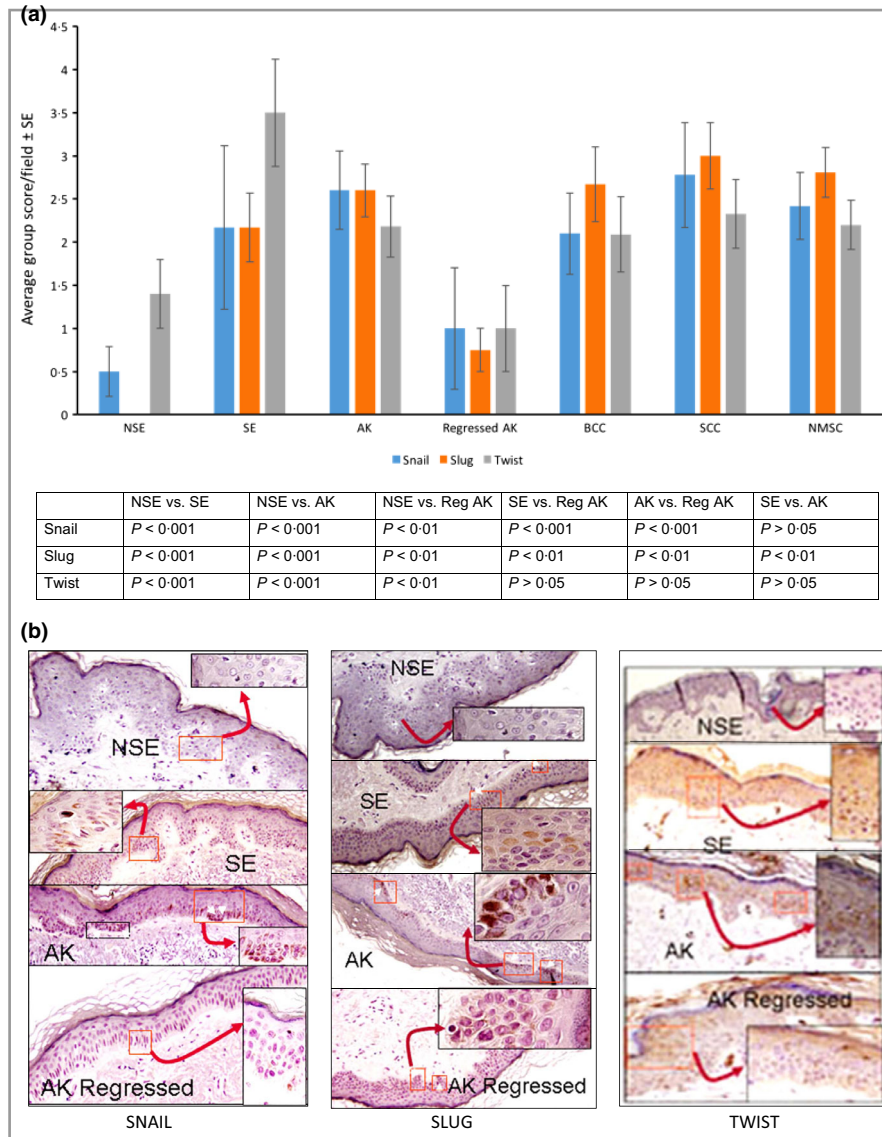 (a)
Average group score/field ± SE
4·5
4
3·5
3
2·5
2
1·5
1
0·5
0
NSE SE AK Regressed AK BCC SCC NMSC
Snail Slug Twist
NSE vs. SE NSE vs. AK NSE vs. Reg AK SE vs. Reg AK AK vs. Reg AK SE vs. AK
Snail P < 0·001 P < 0·001 P < 0·01 P < 0·001 P < 0·001 P > 0·05
Slug P < 0·001 P < 0·001 P < 0·01 P < 0·01 P < 0·01 P < 0·01
Twist P < 0·001 P < 0·001 P < 0·01 P > 0·05 P > 0·05 P > 0·05
(b)
NSE
SE
AK
AK Regressed
SNAIL
NSE
SE
AK
AK Regressed
SLUG
NSE
SE
AK
AK Regressed
TWIST